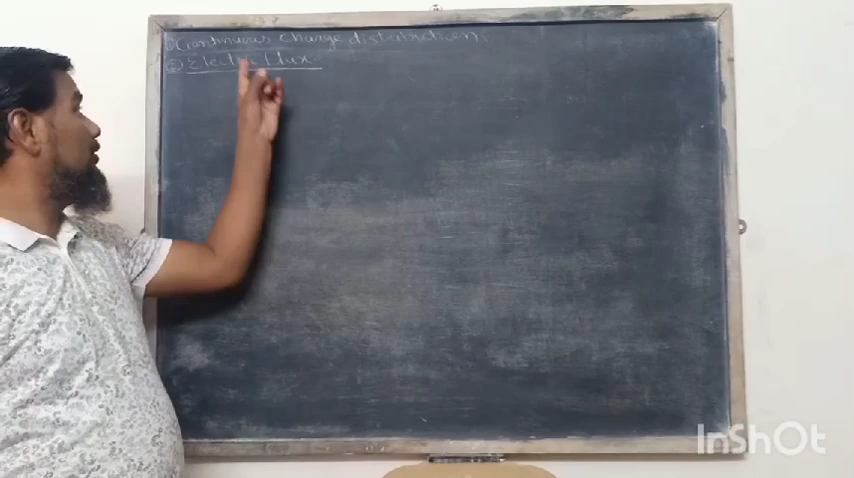 ① Continuous Charge distribution,
② Electric Flux
InShOt